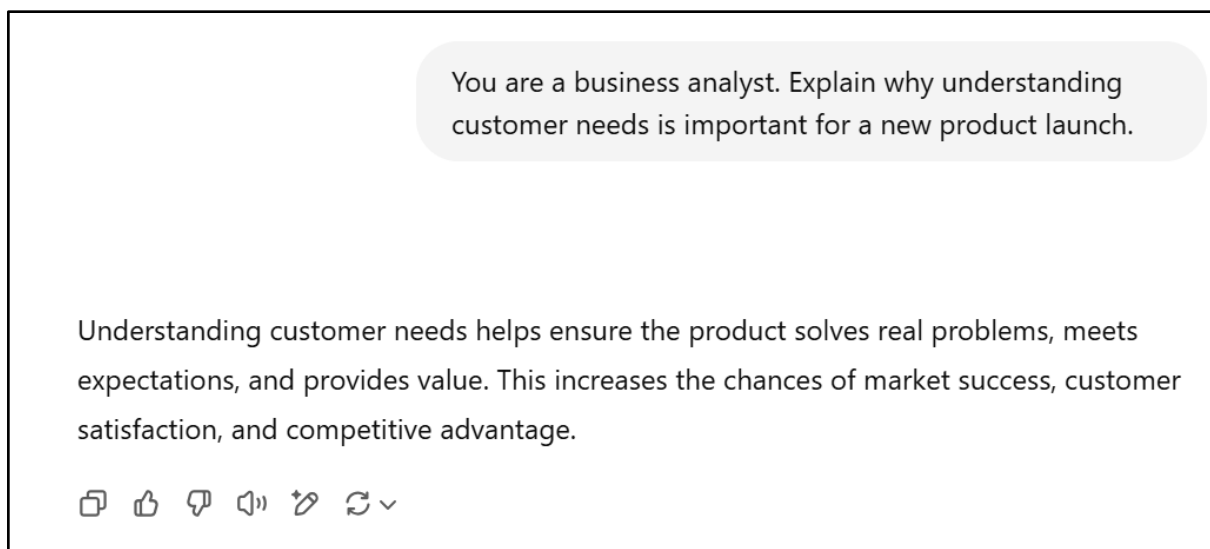 You are a business analyst. Explain why understanding
customer needs is important for a new product launch.
Understanding customer needs helps ensure the product solves real problems, meets
expectations, and provides value. This increases the chances of market success, customer
satisfaction, and competitive advantage.